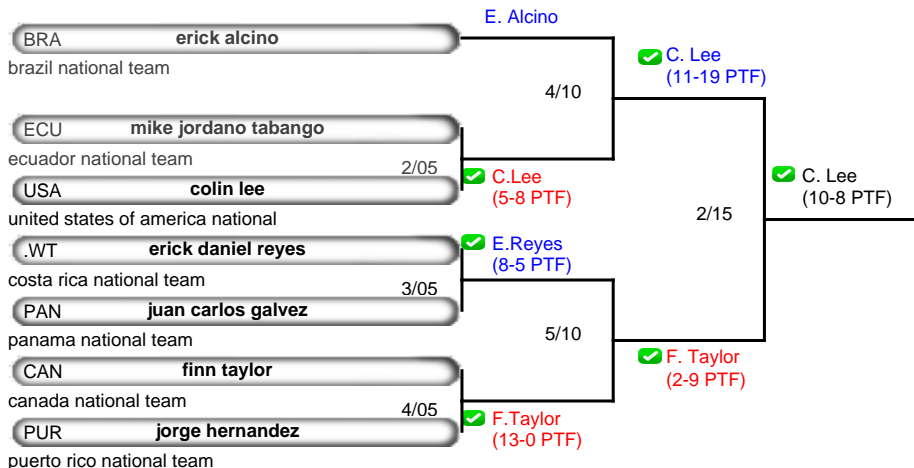 E. Alcino
BRA erick alcino
brazil national team
C. Lee
(11-19 PTF)
4/10
ECU mike jordano tabango
ecuador national team
2/05
C.Lee
(5-8 PTF)
USA colin lee
united states of america national
C. Lee
(10-8 PTF)
2/15
.WT erick daniel reyes
costa rica national team
E.Reyes
(8-5 PTF)
3/05
PAN juan carlos galvez
panama national team
5/10
F. Taylor
(2-9 PTF)
CAN finn taylor
canada national team
4/05
F.Taylor
(13-0 PTF)
PUR jorge hernandez
puerto rico national team